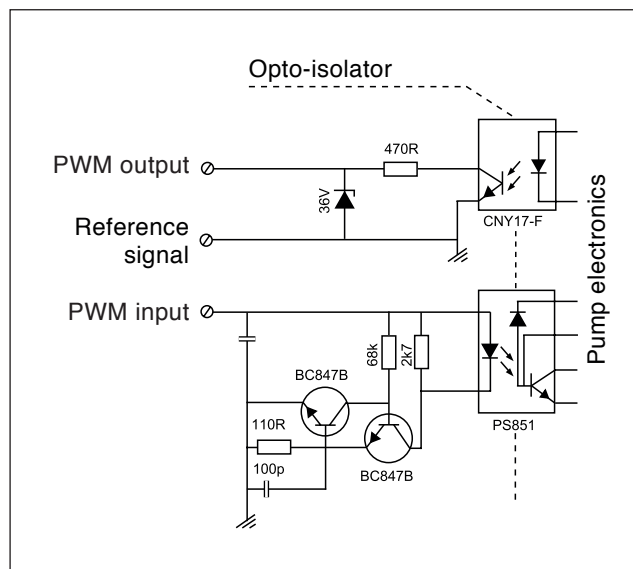 Opto-isolator
470R
PWM output
36V
CNY17-F
Reference
signal
PWM input
68k
2k7
BC847B
110R
100p
BC847B
PS851
Pump electronics